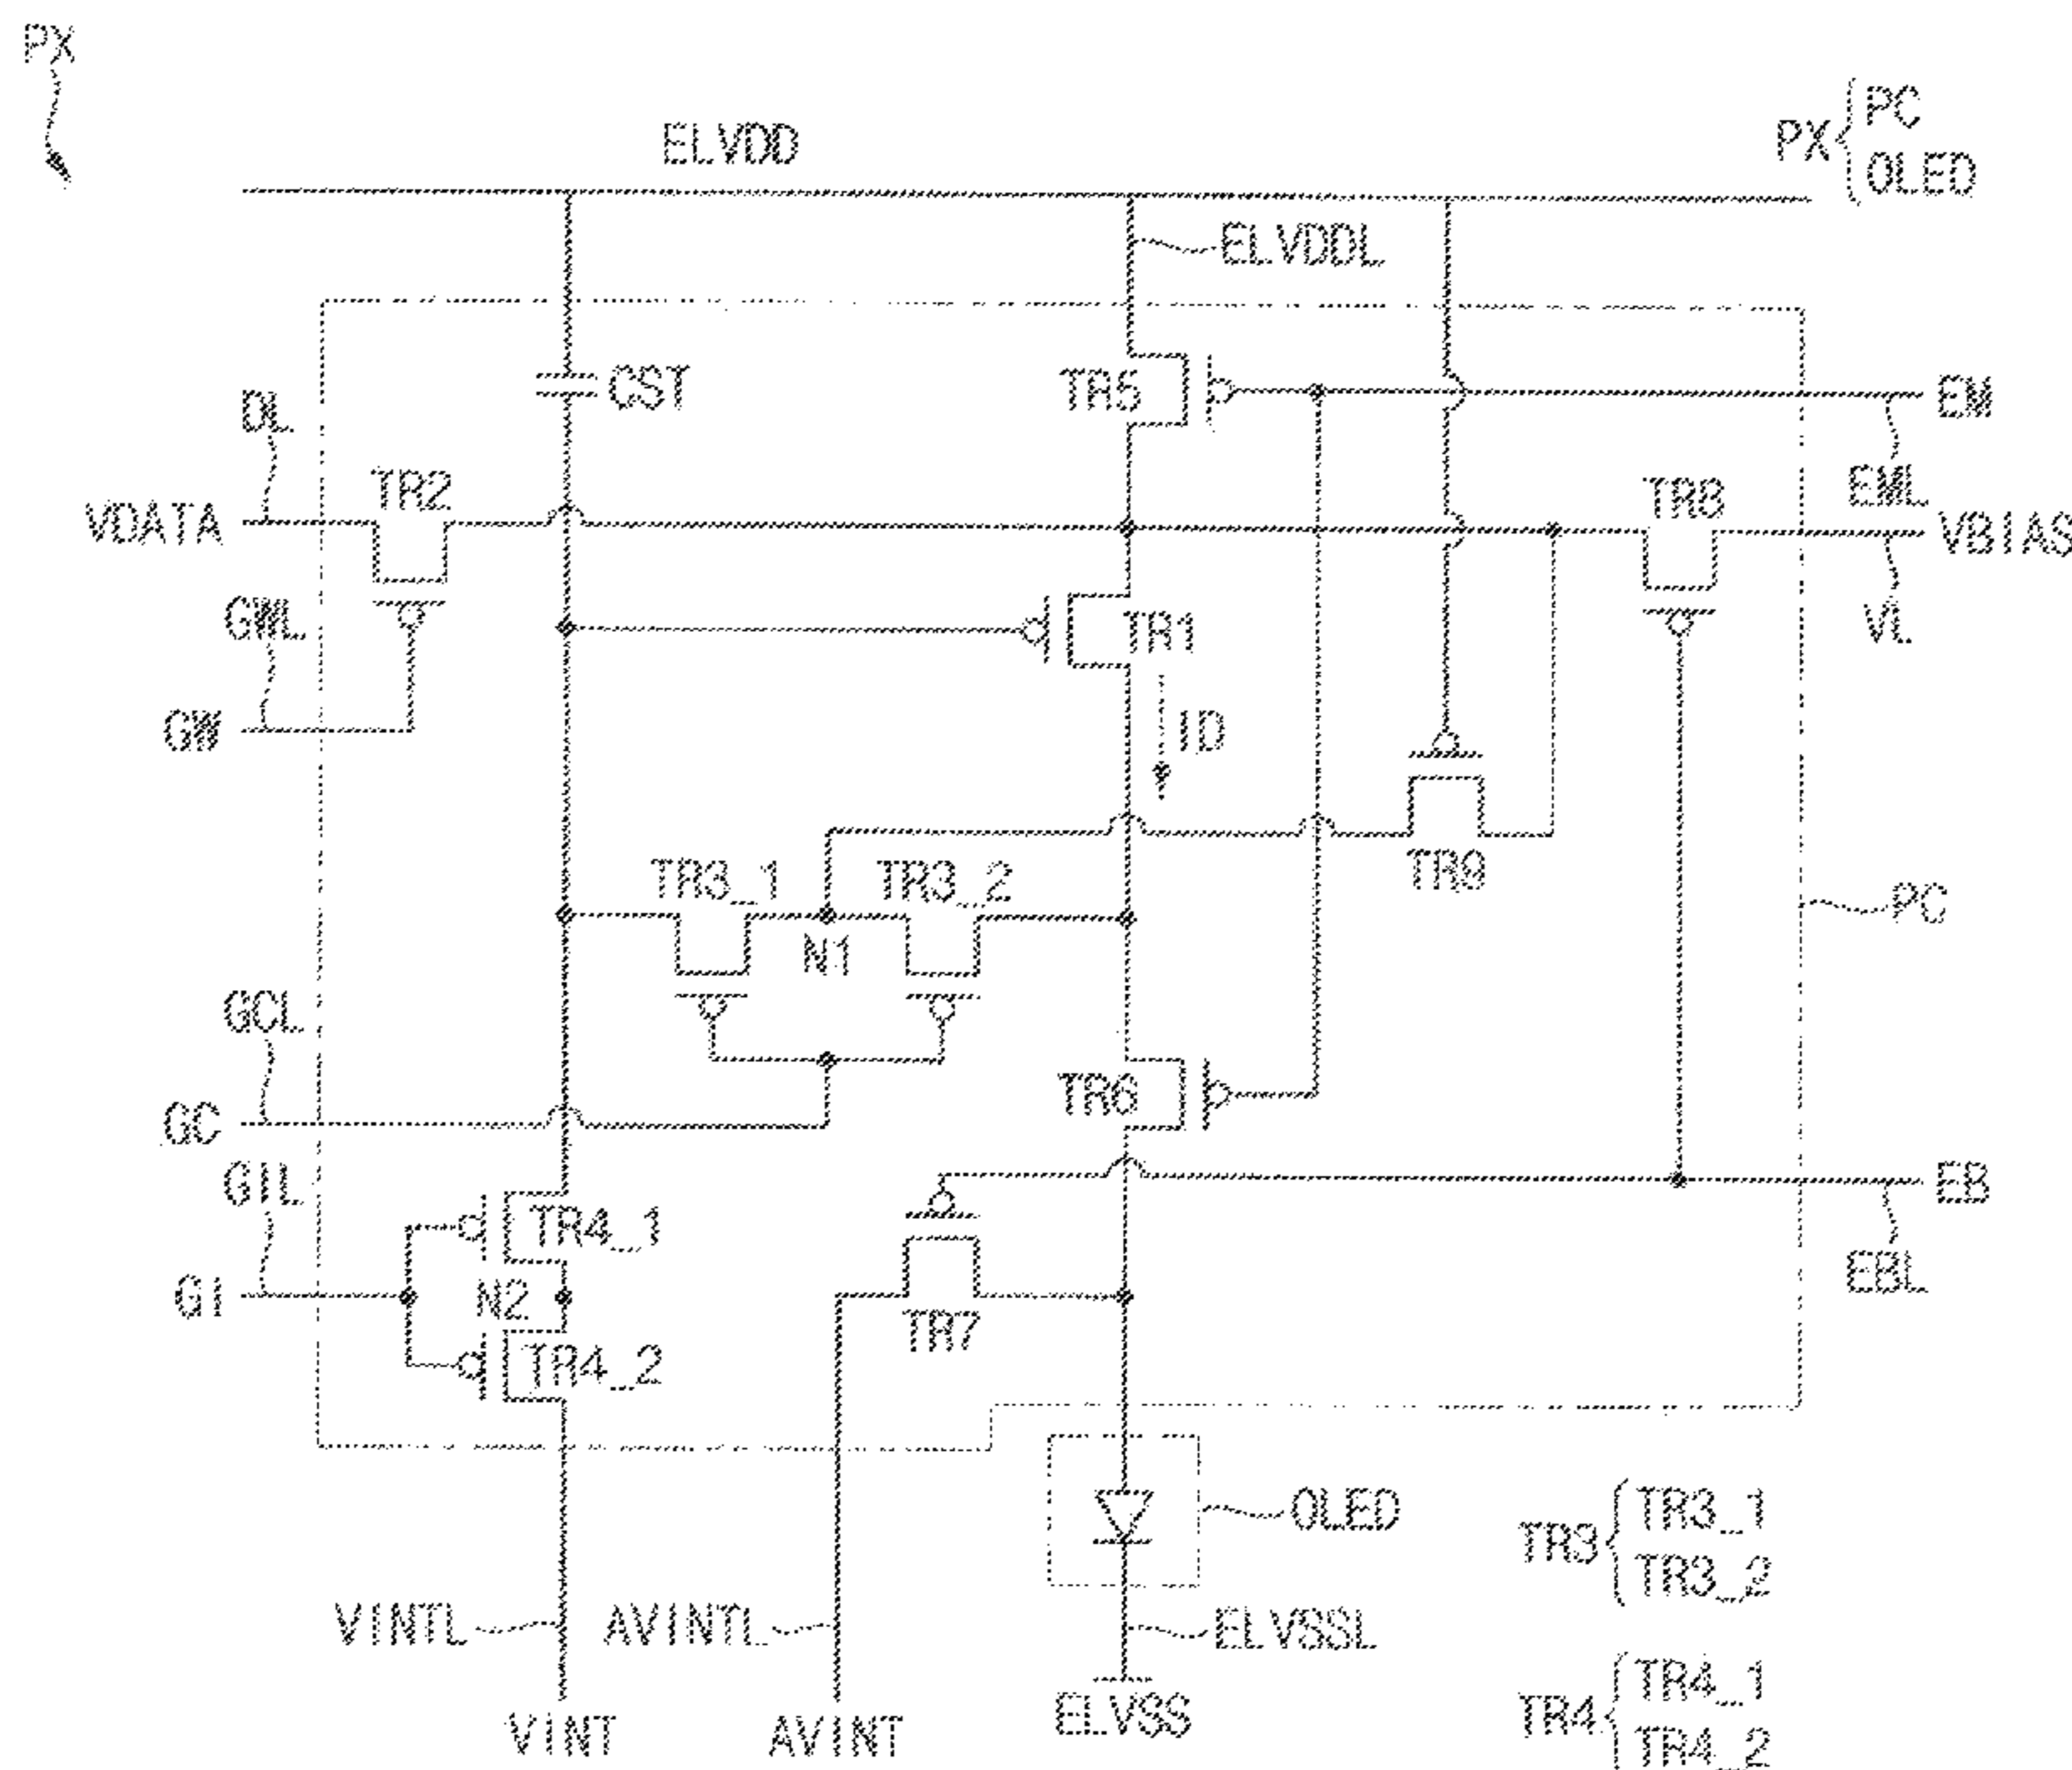 PX
ELVDD
PX
PC
OLED
ELVDDL
CST
TR5
EM
EML
DL
VDATA
TR2
TR8
VBIAS
VL
GWL
GW
TR1
ID
TR9
TR3_1
TR3_2
N1
PC
GCL
GC
TR6
GIL
GI
TR4_1
N2
TR4_2
TR7
EB
EBL
OLED
VINTL
VINT
AVINTL
AVINT
ELVSSL
ELVSS
TR3
TR3_1
TR3_2
TR4
TR4_1
TR4_2